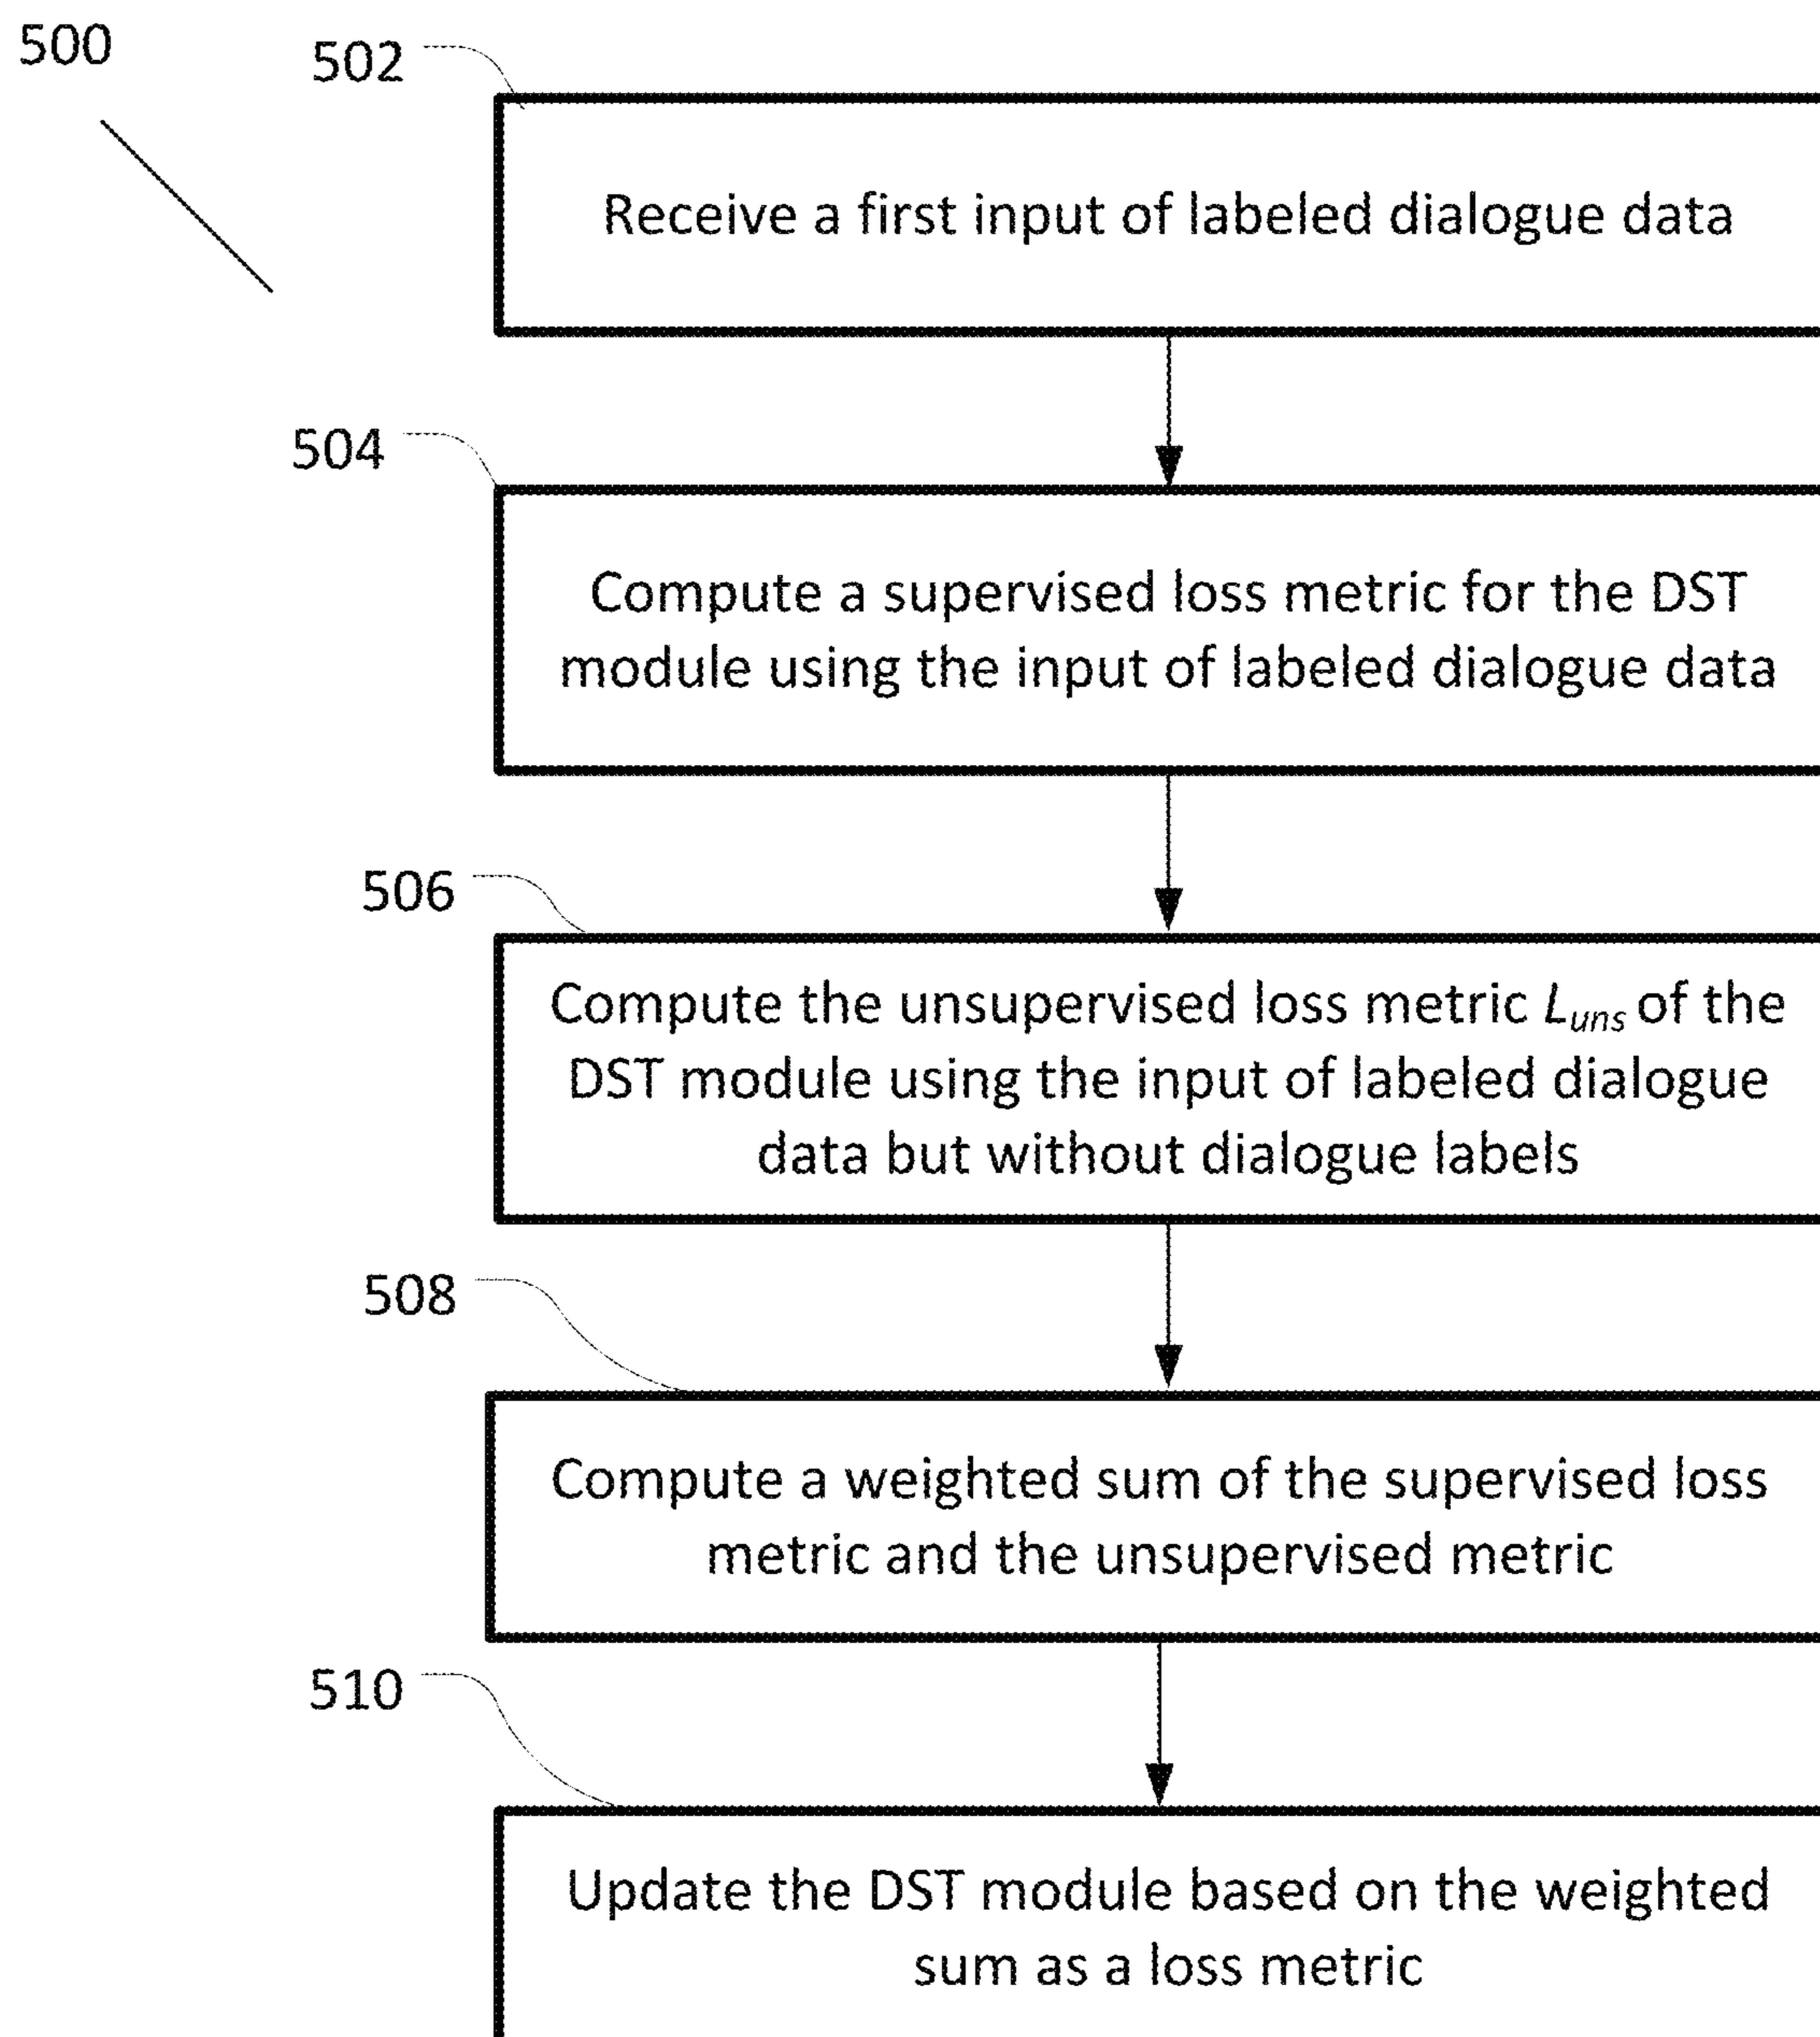 500
502
Receive a first input of labeled dialogue data
504
Compute a supervised loss metric for the DST
module using the input of labeled dialogue data
506
Compute the unsupervised loss metric L_uns of the
DST module using the input of labeled dialogue
data but without dialogue labels
508
Compute a weighted sum of the supervised loss
metric and the unsupervised metric
510
Update the DST module based on the weighted
sum as a loss metric